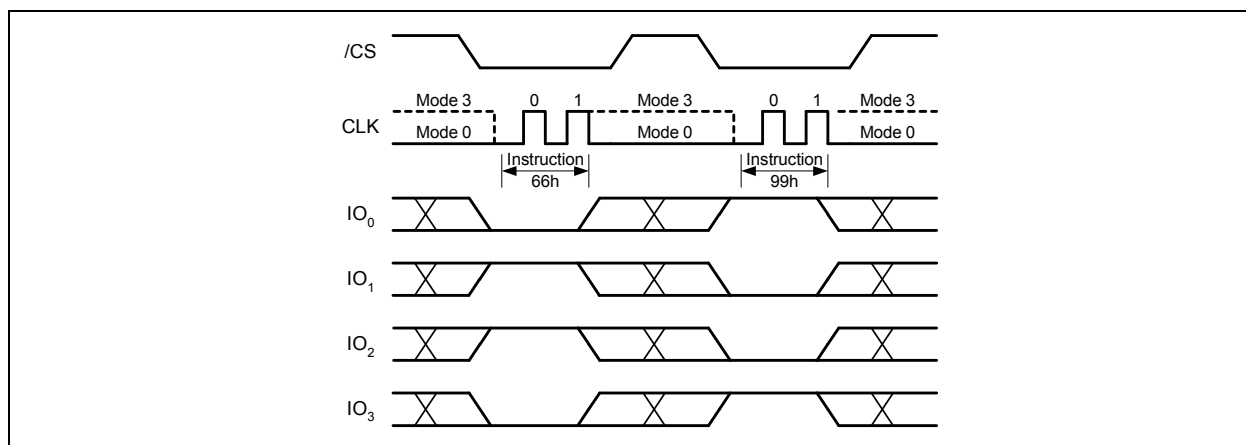 /CS
Mode 3 0 1 Mode 3 0 1 Mode 3
CLK
Mode 0 Mode 0 Mode 0
Instruction Instruction
66h 99h
IO0
IO1
IO2
IO3